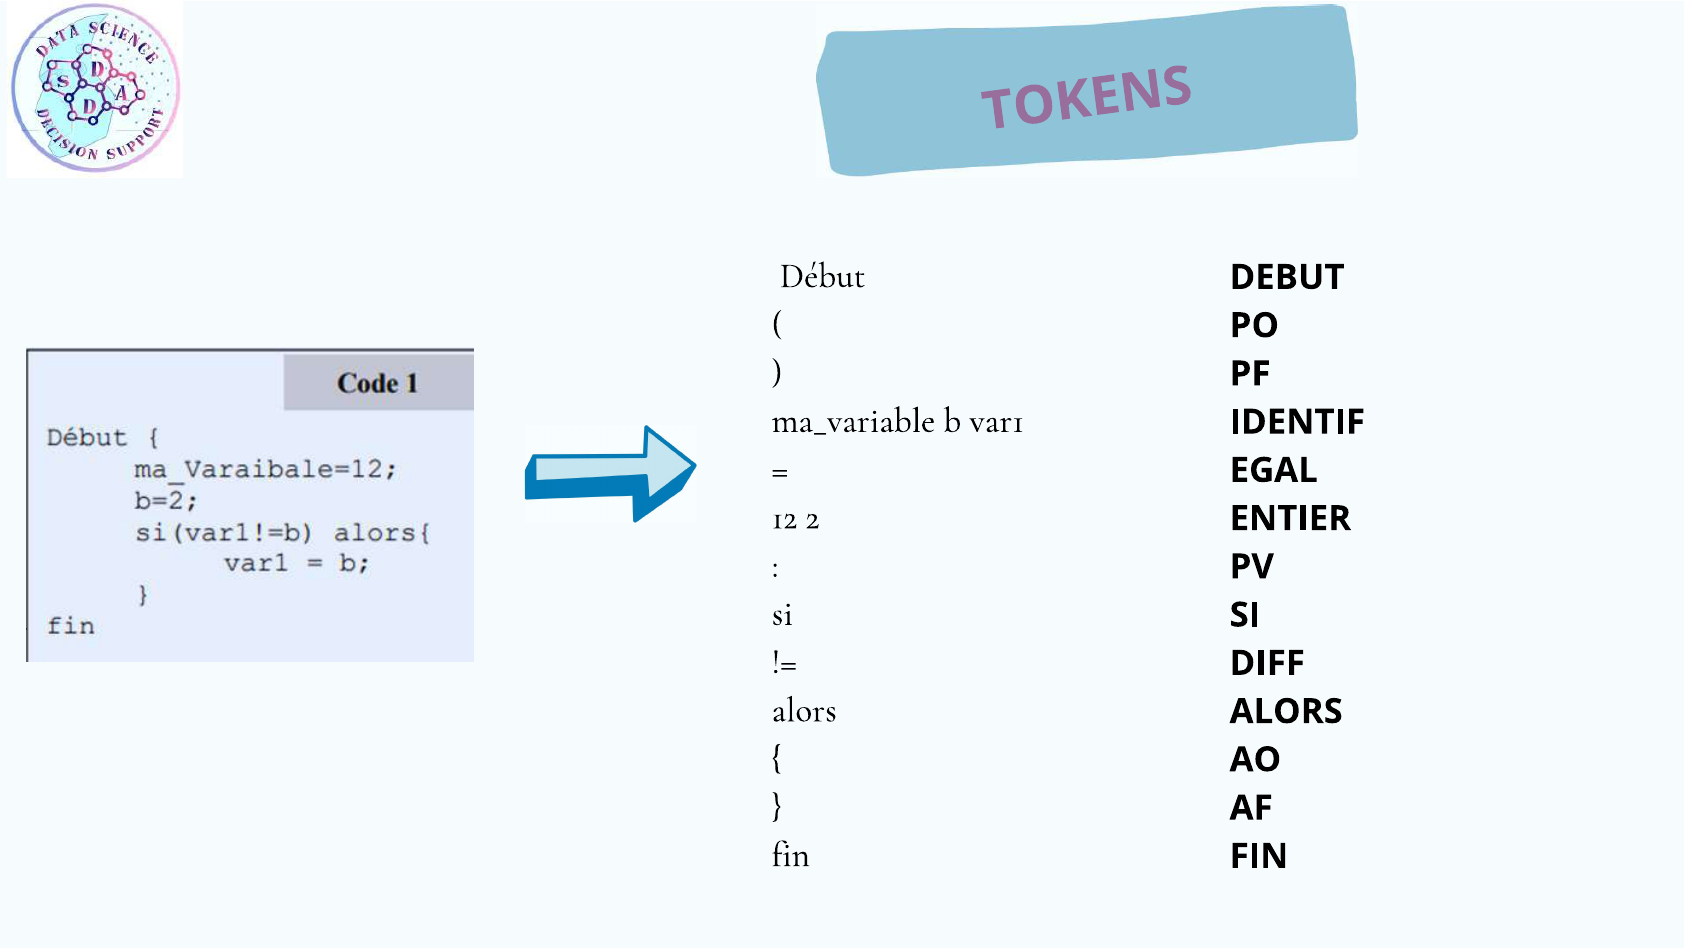 DATA SCIENCE
S D A D
DECISION SUPPORT
TOKENS
Code 1
Début {
ma_Varaibale=12;
b=2;
si(var1!=b) alors{
var1 = b;
}
fin
Début DEBUT
( PO
) PF
ma_variable b var1 IDENTIF
= EGAL
12 2 ENTIER
: PV
si SI
!= DIFF
alors ALORS
{ AO
} AF
fin FIN